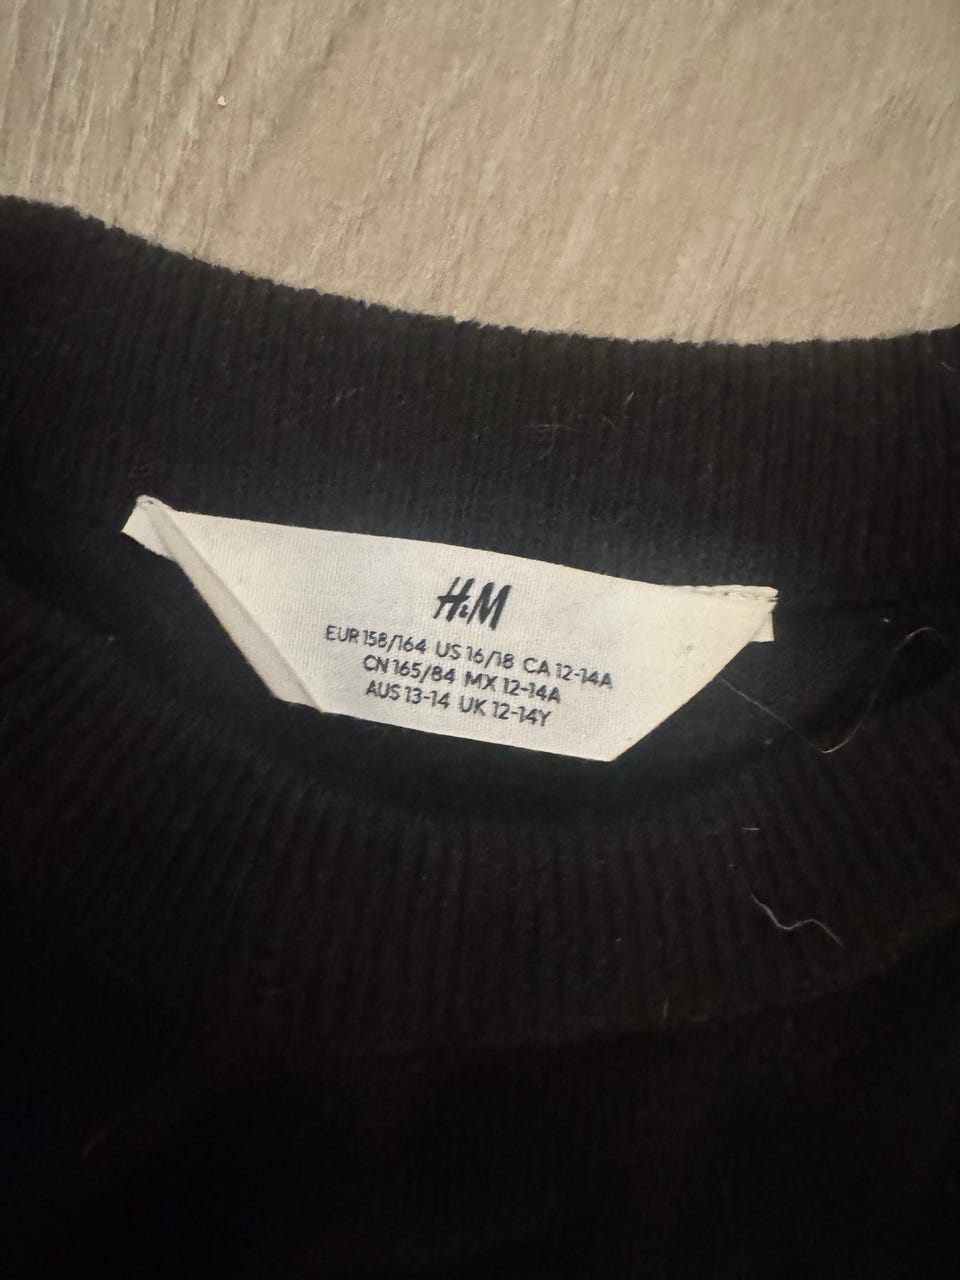 H&M
EUR 158/164 US 16/18 CA 12-14A
CN 165/84 MX 12-14A
AUS 13-14 UK 12-14Y